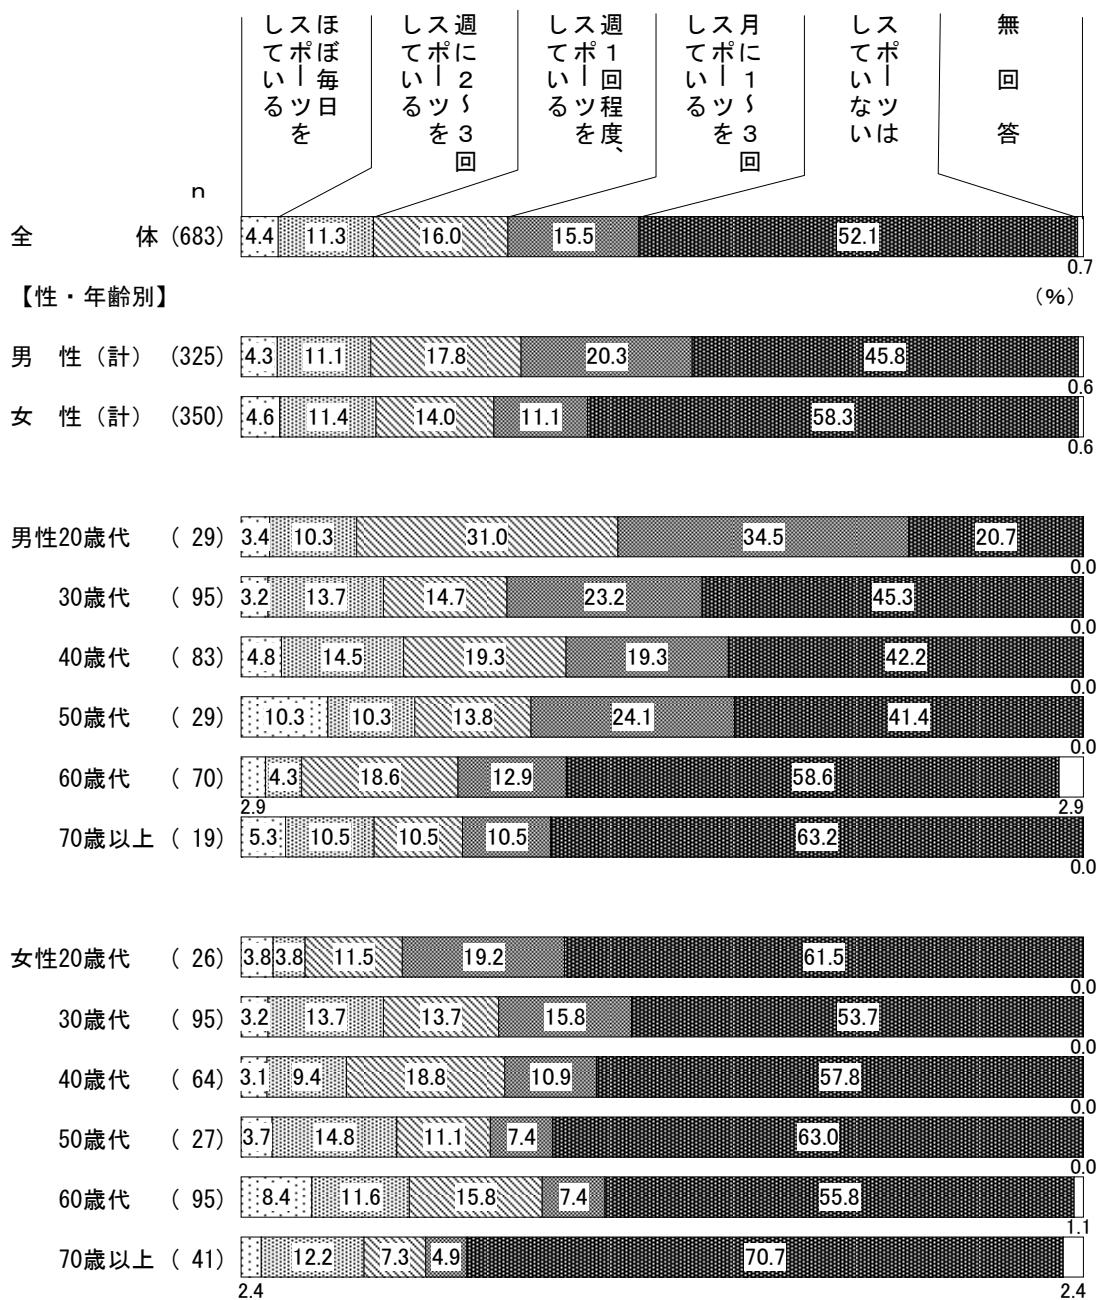 ほぼ毎日
スポーツを
している
週に２～３回
スポーツを
している
週１回程度、
スポーツを
している
月に１～３回
スポーツを
している
スポーツは
していない
無回答
n
全体 (683) 4.4 11.3 16.0 15.5 52.1
0.7
【性・年齢別】 （%）
男性（計） (325) 4.3 11.1 17.8 20.3 45.8
0.6
女性（計） (350) 4.6 11.4 14.0 11.1 58.3
0.6
男性20歳代 ( 29) 3.4 10.3 31.0 34.5 20.7
0.0
30歳代 ( 95) 3.2 13.7 14.7 23.2 45.3
0.0
40歳代 ( 83) 4.8 14.5 19.3 19.3 42.2
0.0
50歳代 ( 29) 10.3 10.3 13.8 24.1 41.4
0.0
60歳代 ( 70) 4.3 18.6 12.9 58.6
2.9 2.9
70歳以上 ( 19) 5.3 10.5 10.5 10.5 63.2
0.0
女性20歳代 ( 26) 3.8 3.8 11.5 19.2 61.5
0.0
30歳代 ( 95) 3.2 13.7 13.7 15.8 53.7
0.0
40歳代 ( 64) 3.1 9.4 18.8 10.9 57.8
0.0
50歳代 ( 27) 3.7 14.8 11.1 7.4 63.0
0.0
60歳代 ( 95) 8.4 11.6 15.8 7.4 55.8
1.1
70歳以上 ( 41) 12.2 7.3 4.9 70.7
2.4 2.4